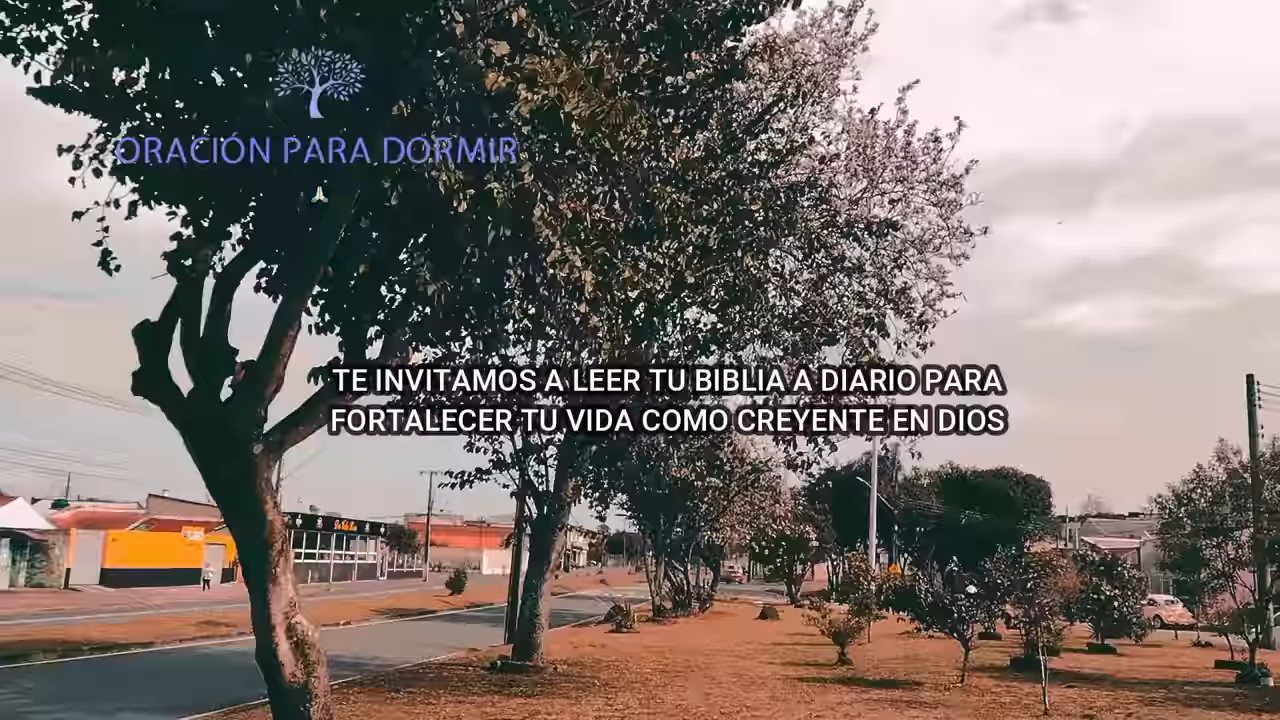 ORACIÓN PARA DORMIR
TE INVITAMOS A LEER TU BIBLIA A DIARIO PARA
FORTALECER TU VIDA COMO CREYENTE EN DIOS